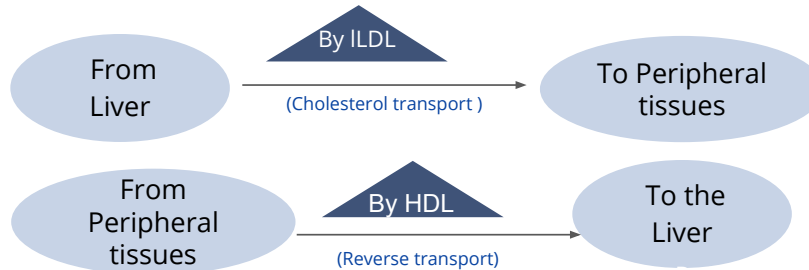 By lLDL
From
Liver
(Cholesterol transport )
To Peripheral
tissues
From
Peripheral
tissues
By HDL
(Reverse transport)
To the
Liver